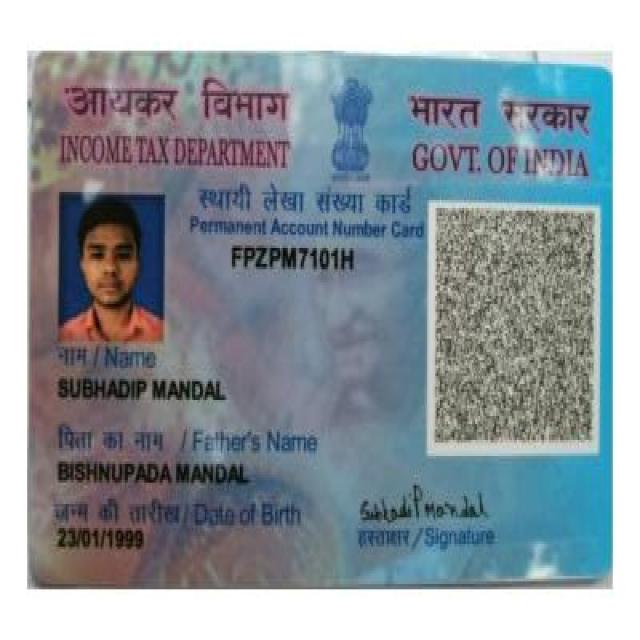 आयकर विभाग
INCOME TAX DEPARTMENT
भारत सरकार
GOVT. OF INDIA
स्थायी लेखा संख्या कार्ड
Permanent Account Number Card
FPZPM7101H
नाम / Name
SUBHADIP MANDAL
पिता का नाम / Father's Name
BISHNUPADA MANDAL
जन्म की तारीख / Date of Birth
23/01/1999
Subhadip Mandal
हस्ताक्षर / Signature